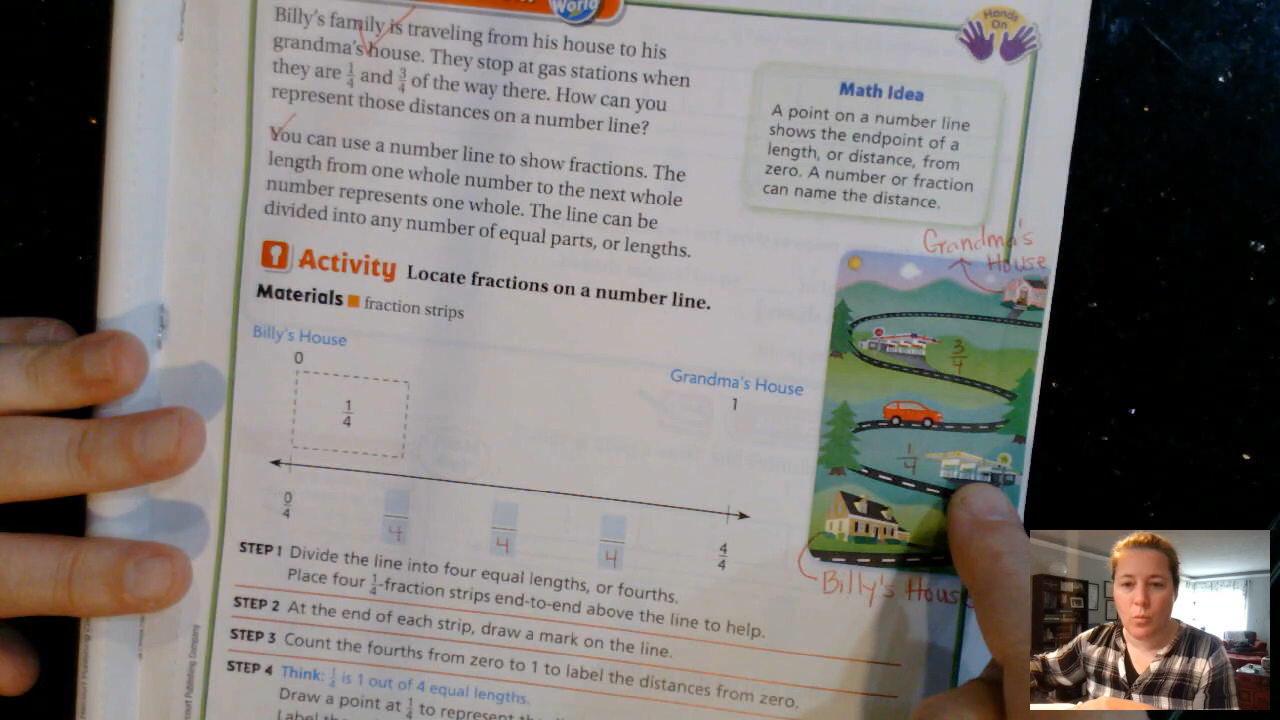 World
Hands
On
Billy's family is traveling from his house to his
grandma's house. They stop at gas stations when
they are 1/4 and 3/4 of the way there. How can you
represent those distances on a number line?
You can use a number line to show fractions. The
length from one whole number to the next whole
number represents one whole. The line can be
divided into any number of equal parts, or lengths.
Math Idea
A point on a number line
shows the endpoint of a
length, or distance, from
zero. A number or fraction
can name the distance.
Activity Locate fractions on a number line.
Materials ■ fraction strips
Grandma's
House
3/4
1/4
Billy's House
Billy's House
0
Grandma's House
1
1/4
0/4
4
4
4
4/4
STEP 1 Divide the line into four equal lengths, or fourths.
Place four 1/4-fraction strips end-to-end above the line to help.
STEP 2 At the end of each strip, draw a mark on the line.
STEP 3 Count the fourths from zero to 1 to label the distances from zero.
STEP 4 Think: 1/4 is 1 out of 4 equal lengths.
Draw a point at 1/4 to represent the
Label the